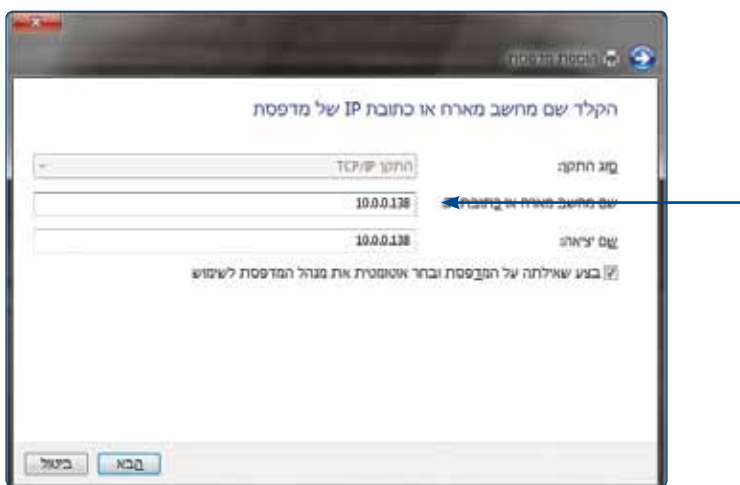 הוספת מדפסת
הקלד שם מחשב מארח או כתובת IP של מדפסת
סוג התקן:
התקן TCP/IP
שם מחשב מארח או כתובת
10.0.0.138
שם יציאה:
10.0.0.138
בצע שאילתה על המדפסת ובחר אוטומטית את מנהל המדפסת לשימוש
הבא
ביטול